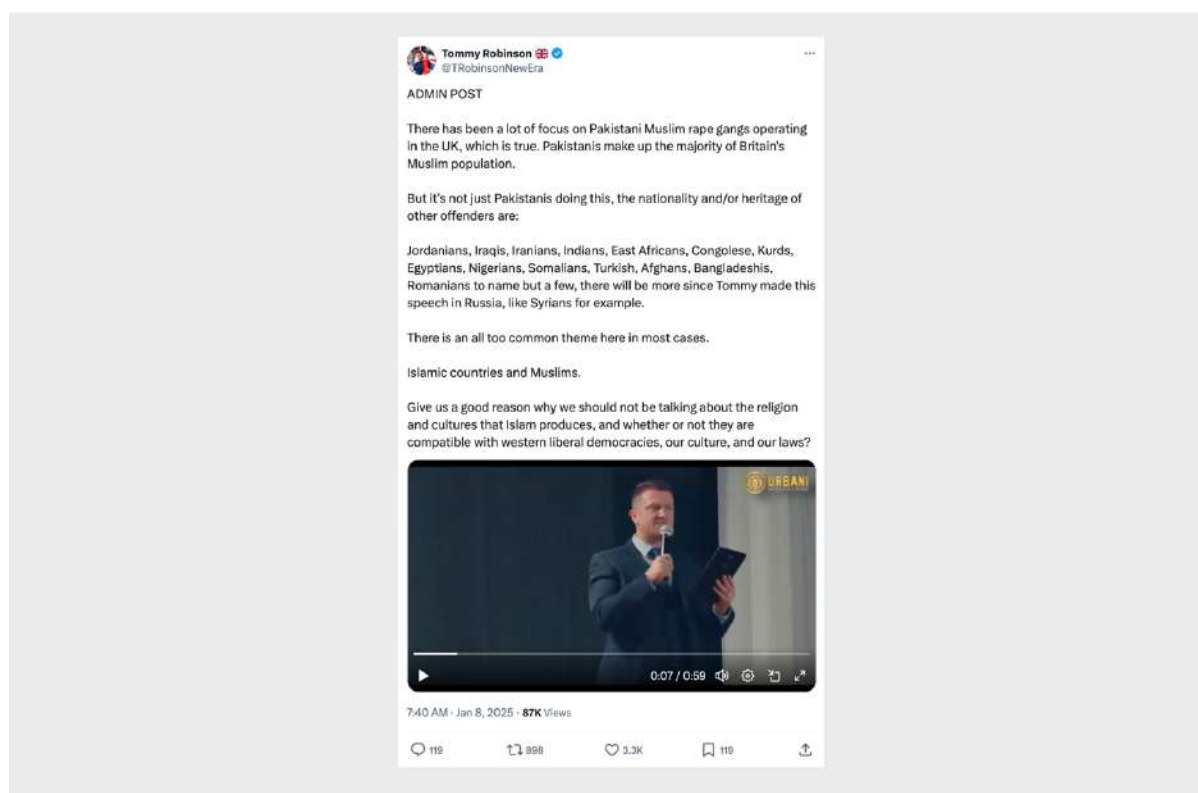 Tommy Robinson
@TRobinsonNewEra
ADMIN POST
There has been a lot of focus on Pakistani Muslim rape gangs operating
in the UK, which is true. Pakistanis make up the majority of Britain's
Muslim population.
But it's not just Pakistanis doing this, the nationality and/or heritage of
other offenders are:
Jordanians, Iraqis, Iranians, Indians, East Africans, Congolese, Kurds,
Egyptians, Nigerians, Somalians, Turkish, Afghans, Bangladeshis,
Romanians to name but a few, there will be more since Tommy made this
speech in Russia, like Syrians for example.
There is an all too common theme here in most cases.
Islamic countries and Muslims.
Give us a good reason why we should not be talking about the religion
and cultures that Islam produces, and whether or not they are
compatible with western liberal democracies, our culture, and our laws?
URBANI
0:07 / 0:59
7:40 AM · Jan 8, 2025 · 87K Views
119 898 3.3K 119